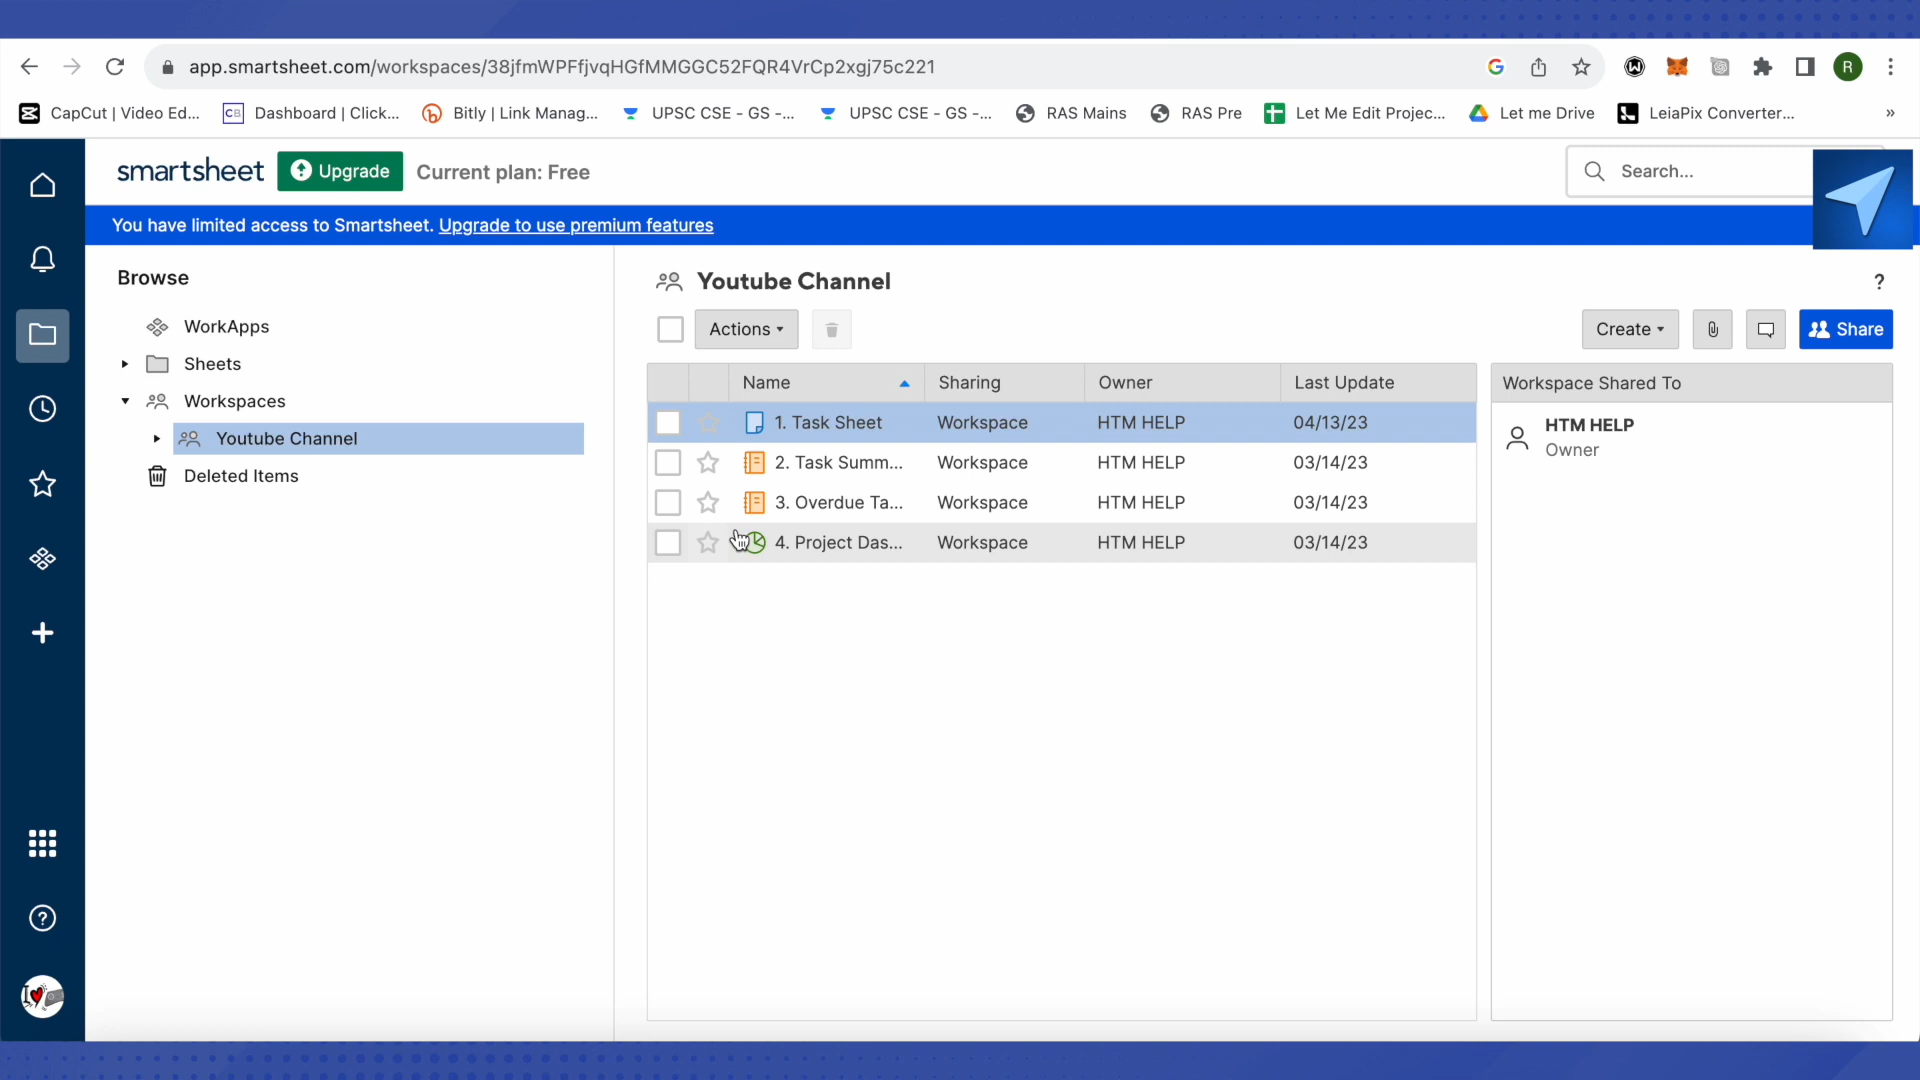 app.smartsheet.com/workspaces/38jfmWPFfjvqHGfMMGGC52FQR4VrCp2xgj75c221
R
CapCut | Video Ed...
CB
Dashboard | Click...
Bitly | Link Manag...
UPSC CSE - GS -...
UPSC CSE - GS -...
RAS Mains
RAS Pre
Let Me Edit Projec...
Let me Drive
LeiaPix Converter...
»
smartsheet
Upgrade
Current plan: Free
Search...
You have limited access to Smartsheet. Upgrade to use premium features
Browse
WorkApps
Sheets
Workspaces
Youtube Channel
Deleted Items
Youtube Channel
?
Actions
Create
Share
Name
Sharing
Owner
Last Update
1. Task Sheet
Workspace
HTM HELP
04/13/23
2. Task Summ...
Workspace
HTM HELP
03/14/23
3. Overdue Ta...
Workspace
HTM HELP
03/14/23
4. Project Das...
Workspace
HTM HELP
03/14/23
Workspace Shared To
HTM HELP
Owner